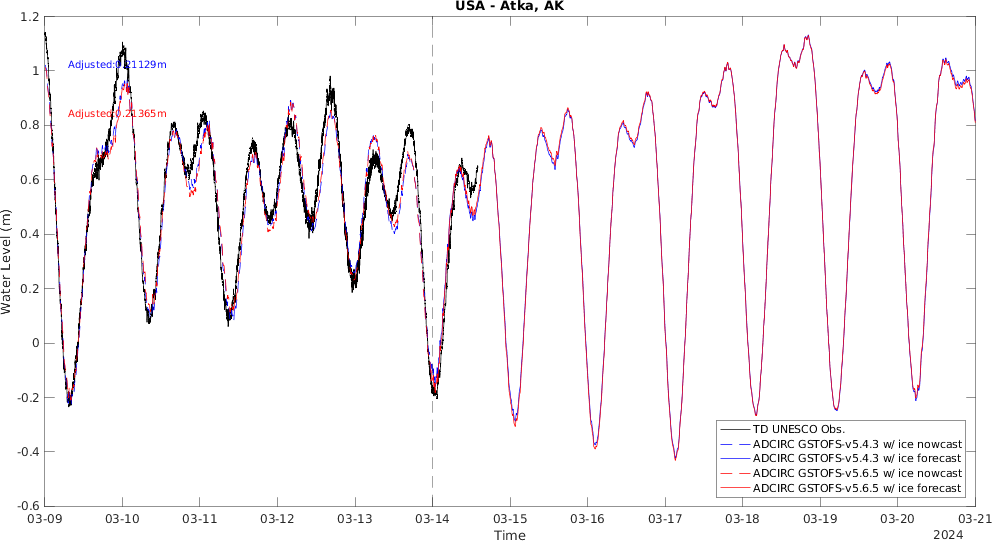 USA - Atka, AK
Adjusted:0.21129m
Adjusted:0.21365m
Water Level (m)
1.2
1
0.8
0.6
0.4
0.2
0
-0.2
-0.4
-0.6
TD UNESCO Obs.
ADCIRC GSTOFS-v5.4.3 w/ ice nowcast
ADCIRC GSTOFS-v5.4.3 w/ ice forecast
ADCIRC GSTOFS-v5.6.5 w/ ice nowcast
ADCIRC GSTOFS-v5.6.5 w/ ice forecast
03-09 03-10 03-11 03-12 03-13 03-14 03-15 03-16 03-17 03-18 03-19 03-20 03-21
Time
2024